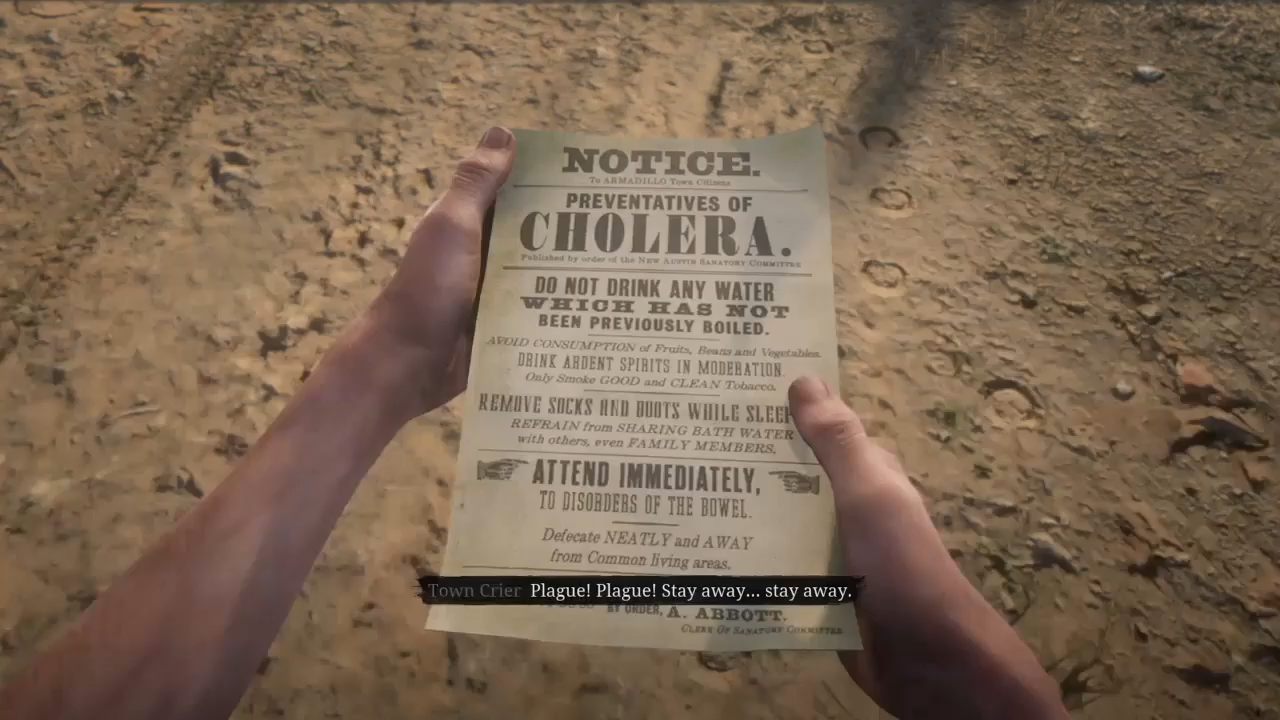 NOTICE.
To ARMADILLO Town Citizens
PREVENTATIVES OF
CHOLERA.
Published by order of the NEW AUSTIN SANATORY COMMITTEE
DO NOT DRINK ANY WATER
WHICH HAS NOT
BEEN PREVIOUSLY BOILED.
AVOID CONSUMPTION of Fruits, Beans and Vegetables.
DRINK ARDENT SPIRITS IN MODERATION.
Only Smoke GOOD and CLEAN Tobacco.
REMOVE SOCKS AND BOOTS WHILE SLEEP
REFRAIN from SHARING BATH WATER
with others, even FAMILY MEMBERS.
ATTEND IMMEDIATELY,
TO DISORDERS OF THE BOWEL.
Defecate NEATLY and AWAY
from Common living areas.
Town Crier Plague! Plague! Stay away... stay away.
BY ORDER, A. ABBOTT.
CLERK OF SANATORY COMMITTEE